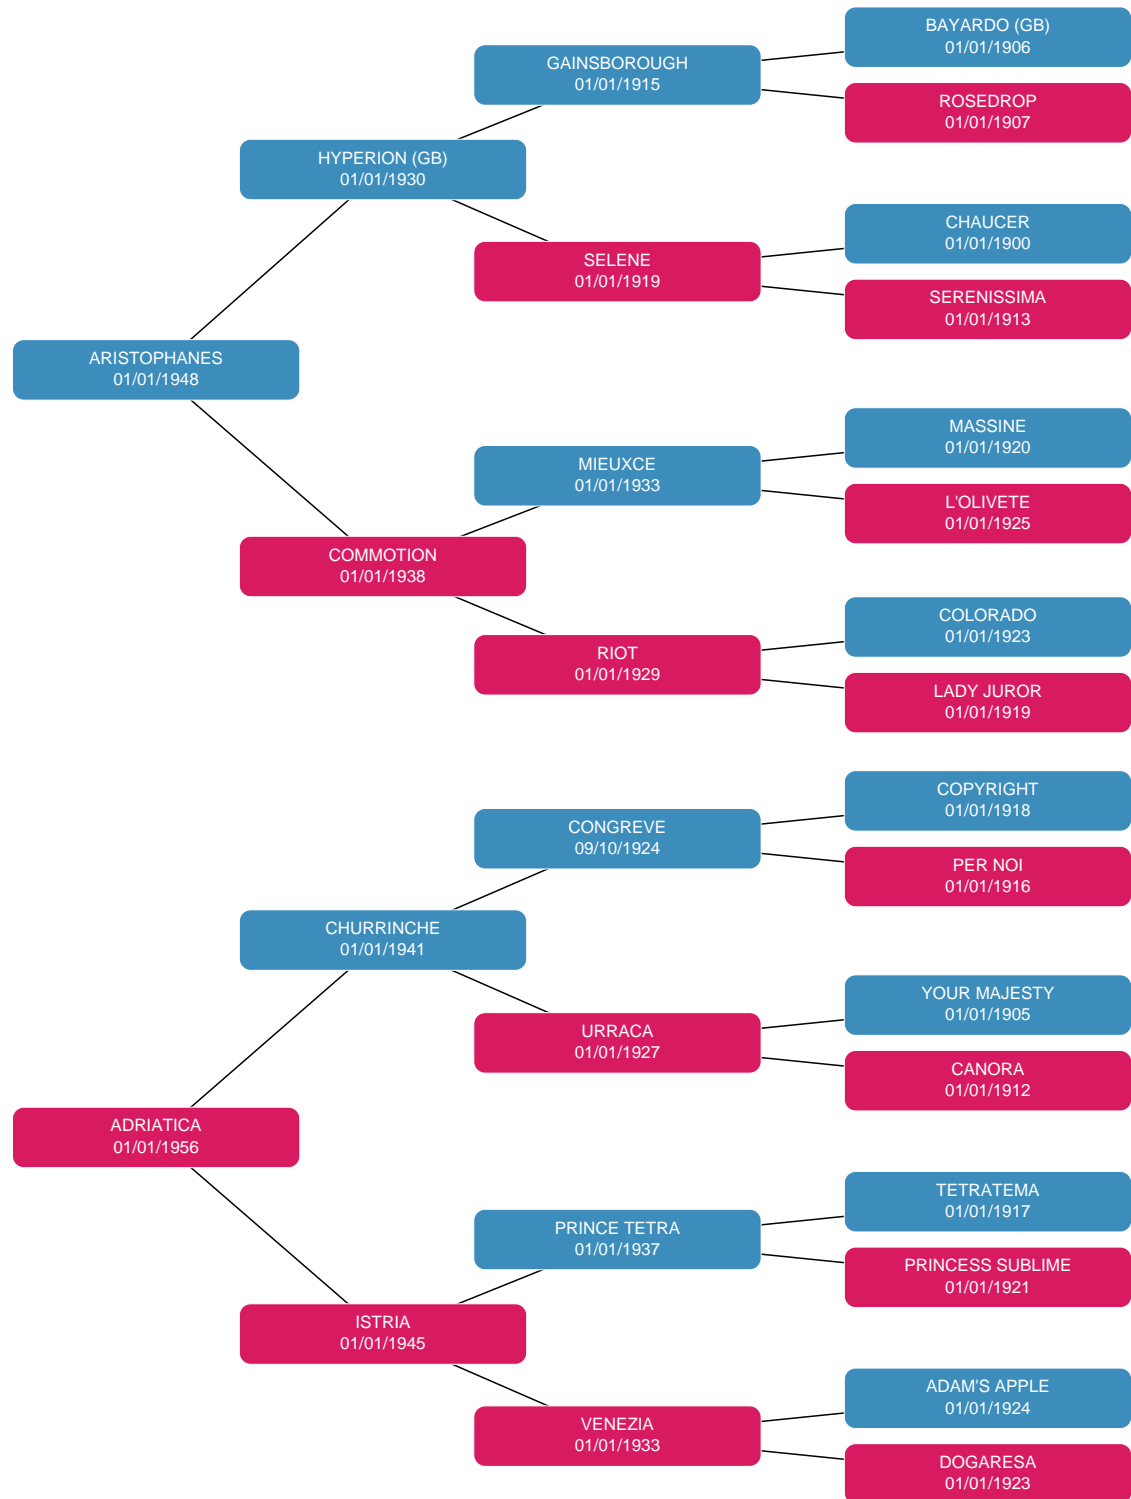 BAYARDO (GB)
01/01/1906
GAINSBOROUGH
01/01/1915
ROSEDROP
01/01/1907
HYPERION (GB)
01/01/1930
CHAUCER
01/01/1900
SELENE
01/01/1919
SERENISSIMA
01/01/1913
ARISTOPHANES
01/01/1948
MASSINE
01/01/1920
MIEUXCE
01/01/1933
L'OLIVETE
01/01/1925
COMMOTION
01/01/1938
COLORADO
01/01/1923
RIOT
01/01/1929
LADY JUROR
01/01/1919
COPYRIGHT
01/01/1918
CONGREVE
09/10/1924
PER NOI
01/01/1916
CHURRINCHE
01/01/1941
YOUR MAJESTY
01/01/1905
URRACA
01/01/1927
CANORA
01/01/1912
ADRIATICA
01/01/1956
TETRATEMA
01/01/1917
PRINCE TETRA
01/01/1937
PRINCESS SUBLIME
01/01/1921
ISTRIA
01/01/1945
ADAM'S APPLE
01/01/1924
VENEZIA
01/01/1933
DOGARESA
01/01/1923